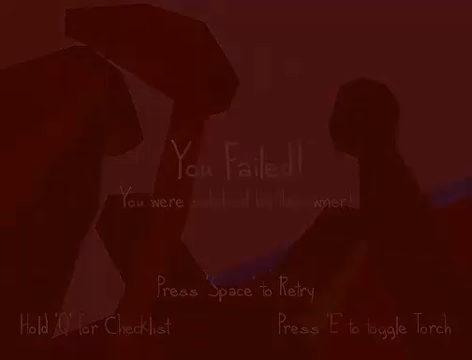 You Failed!
You were
Press 'Space' to Retry
Hold 'Q' for Checklist
Press 'E' to toggle Torch